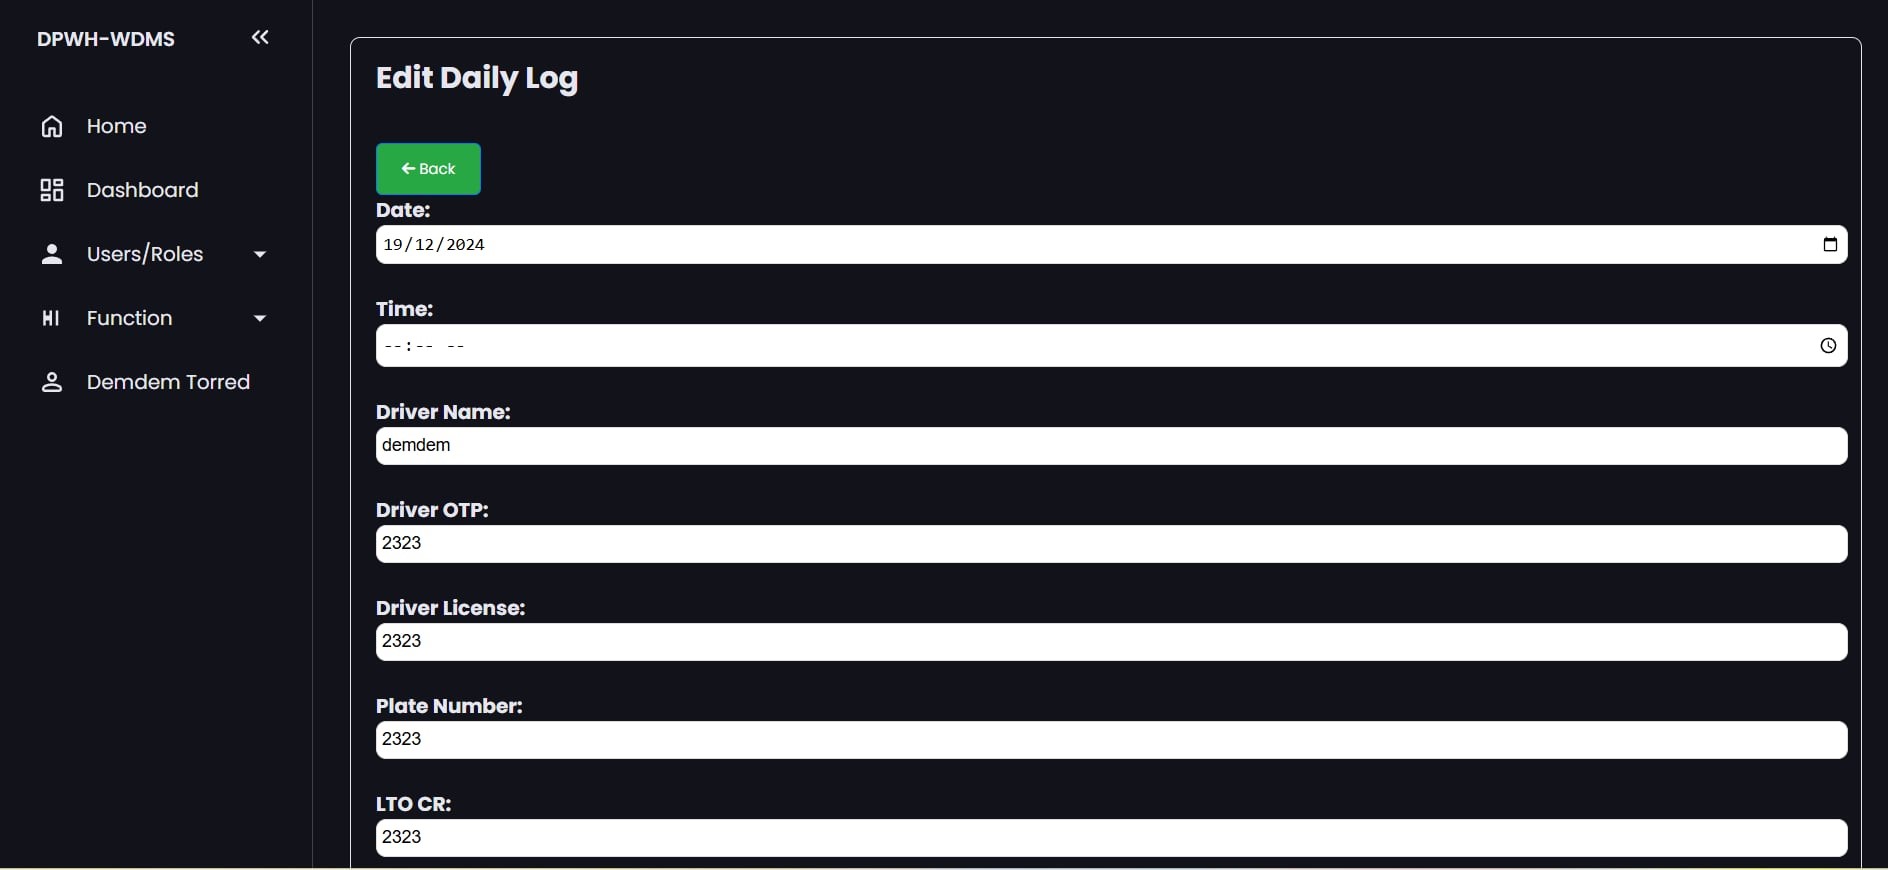 DPWH-WDMS
Home
Dashboard
Users/Roles
Function
Demdem Torred
Edit Daily Log
Back
Date:
19/12/2024
Time:
--:-- --
Driver Name:
demdem
Driver OTP:
2323
Driver License:
2323
Plate Number:
2323
LTO CR:
2323